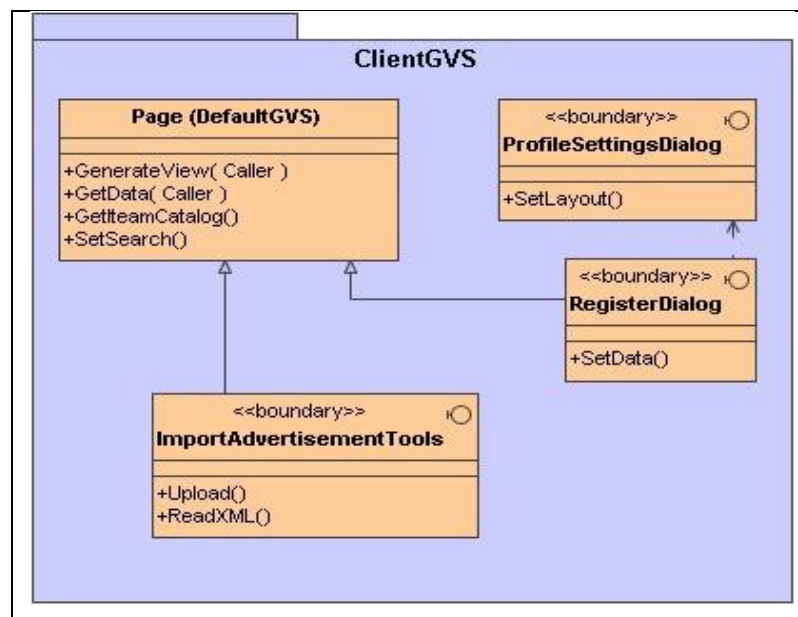 ClientGVS
Page (DefaultGVS)
+GenerateView( Caller )
+GetData( Caller )
+GetIteamCatalog()
+SetSearch()
<<boundary>>
ProfileSettingsDialog
+SetLayout()
<<boundary>>
RegisterDialog
+SetData()
<<boundary>>
ImportAdvertisementTools
+Upload()
+ReadXML()